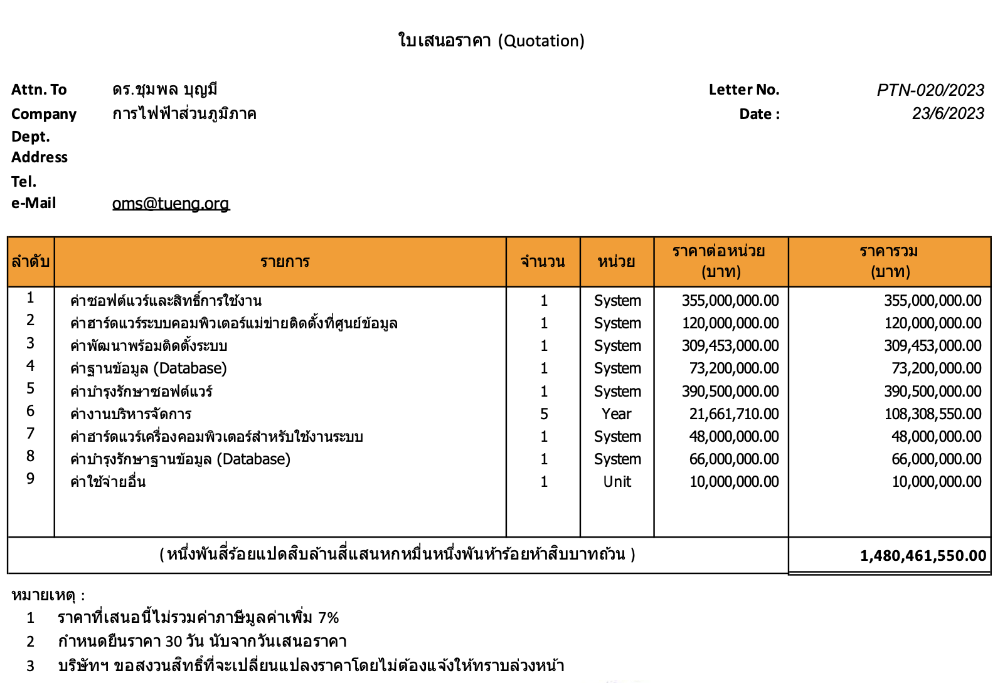 ใบเสนอราคา (Quotation)
Attn. To ดร.ชุมพล บุญมี Letter No. PTN-020/2023
Company การไฟฟ้าส่วนภูมิภาค Date : 23/6/2023
Dept.
Address
Tel.
e-Mail oms@tueng.org
ลำดับ รายการ จำนวน หน่วย ราคาต่อหน่วย (บาท) ราคารวม (บาท)
1 ค่าซอฟต์แวร์และสิทธิ์การใช้งาน 1 System 355,000,000.00 355,000,000.00
2 ค่าฮาร์ดแวร์ระบบคอมพิวเตอร์แม่ข่ายติดตั้งที่ศูนย์ข้อมูล 1 System 120,000,000.00 120,000,000.00
3 ค่าพัฒนาพร้อมติดตั้งระบบ 1 System 309,453,000.00 309,453,000.00
4 ค่าฐานข้อมูล (Database) 1 System 73,200,000.00 73,200,000.00
5 ค่าบำรุงรักษาซอฟต์แวร์ 1 System 390,500,000.00 390,500,000.00
6 ค่างานบริหารจัดการ 5 Year 21,661,710.00 108,308,550.00
7 ค่าฮาร์ดแวร์เครื่องคอมพิวเตอร์สำหรับใช้งานระบบ 1 System 48,000,000.00 48,000,000.00
8 ค่าบำรุงรักษาฐานข้อมูล (Database) 1 System 66,000,000.00 66,000,000.00
9 ค่าใช้จ่ายอื่น 1 Unit 10,000,000.00 10,000,000.00
( หนึ่งพันสี่ร้อยแปดสิบล้านสี่แสนหกหมื่นหนึ่งพันห้าร้อยห้าสิบบาทถ้วน ) 1,480,461,550.00
หมายเหตุ :
1 ราคาที่เสนอนี้ไม่รวมค่าภาษีมูลค่าเพิ่ม 7%
2 กำหนดยืนราคา 30 วัน นับจากวันเสนอราคา
3 บริษัทฯ ขอสงวนสิทธิ์ที่จะเปลี่ยนแปลงราคาโดยไม่ต้องแจ้งให้ทราบล่วงหน้า